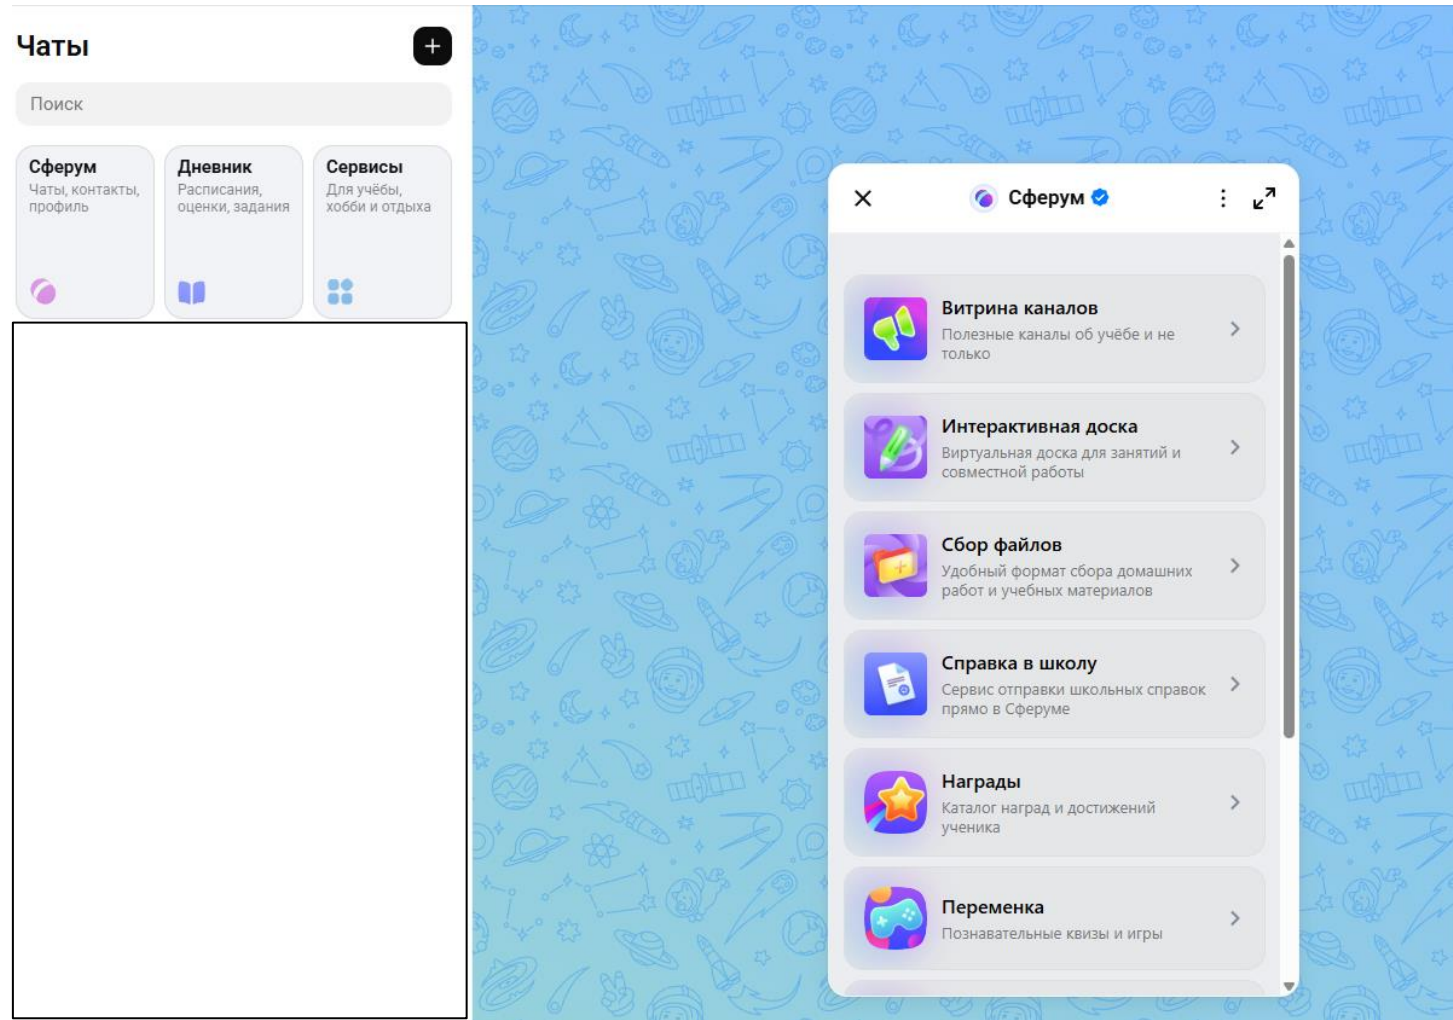 Чаты
Поиск
Сферум
Чаты, контакты,
профиль
Дневник
Расписания,
оценки, задания
Сервисы
Для учёбы,
хобби и отдыха
Сферум
Витрина каналов
Полезные каналы об учёбе и не
только
Интерактивная доска
Виртуальная доска для занятий и
совместной работы
Сбор файлов
Удобный формат сбора домашних
работ и учебных материалов
Справка в школу
Сервис отправки школьных справок
прямо в Сферуме
Награды
Каталог наград и достижений
ученика
Переменка
Познавательные квизы и игры